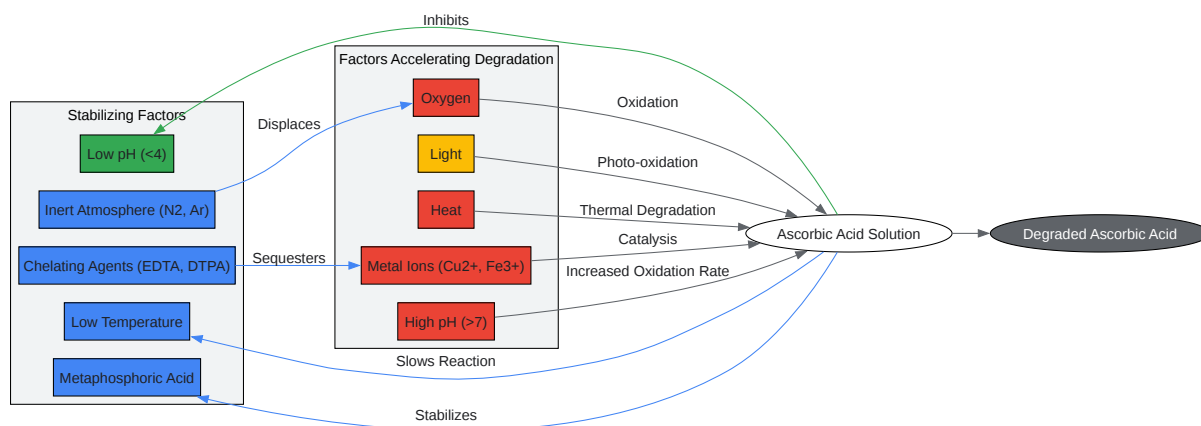 Inhibits
Factors Accelerating Degradation
Oxygen
Oxidation
Stabilizing Factors
Displaces
Low pH (<4)
Light
Photo-oxidation
Inert Atmosphere (N2, Ar)
Heat
Thermal Degradation
Ascorbic Acid Solution
Degraded Ascorbic Acid
Catalysis
Chelating Agents (EDTA, DTPA)
Sequesters
Metal Ions (Cu2+, Fe3+)
Increased Oxidation Rate
Low Temperature
High pH (>7)
Slows Reaction
Metaphosphoric Acid
Stabilizes